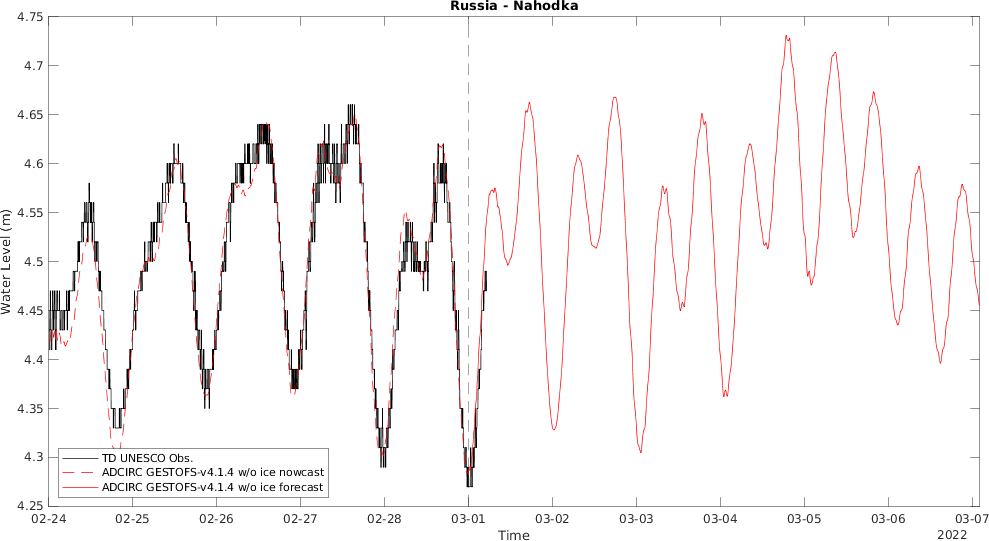 Russia - Nahodka
4.75
4.7
4.65
4.6
4.55
4.5
4.45
4.4
4.35
4.3
4.25
Water Level (m)
TD UNESCO Obs.
ADCIRC GESTOFS-v4.1.4 w/o ice nowcast
ADCIRC GESTOFS-v4.1.4 w/o ice forecast
02-24 02-25 02-26 02-27 02-28 03-01 03-02 03-03 03-04 03-05 03-06 03-07
Time
2022